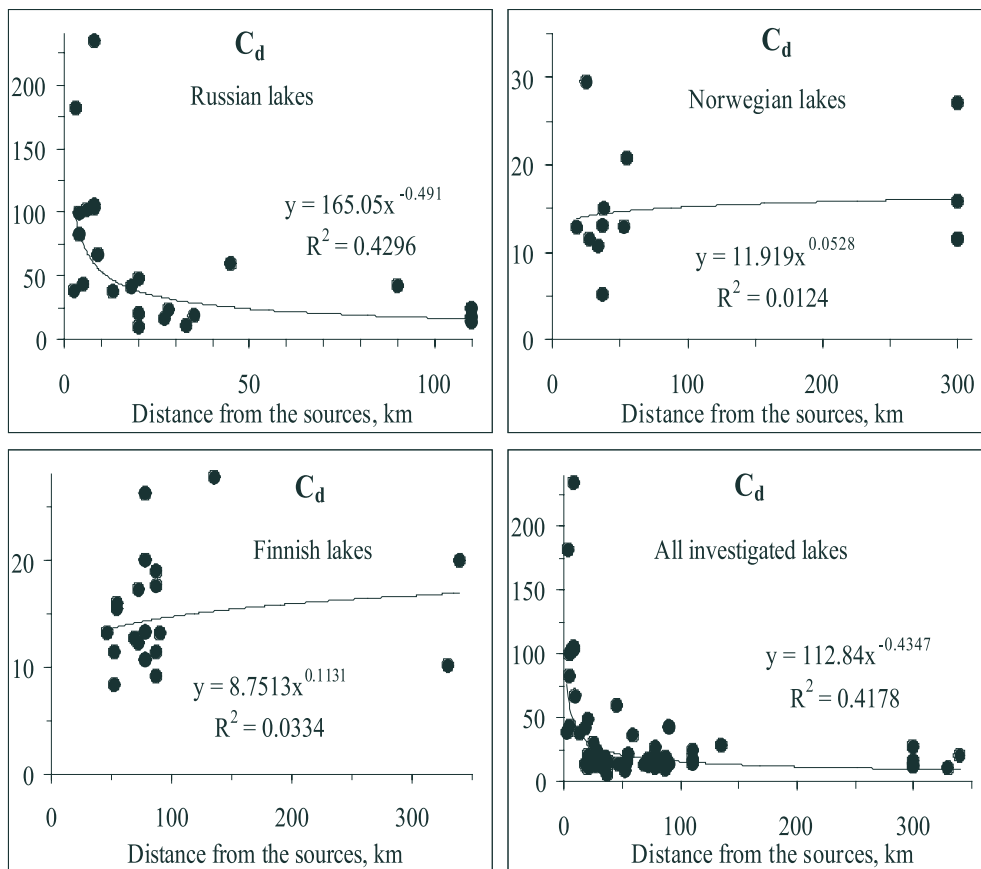 C_d
Russian lakes
200
150
100
50
0
y = 165.05x^-0.491
R^2 = 0.4296
0 50 100
Distance from the sources, km
C_d
Norwegian lakes
30
20
10
0
y = 11.919x^0.0528
R^2 = 0.0124
0 100 200 300
Distance from the sources, km
C_d
Finnish lakes
20
10
0
y = 8.7513x^0.1131
R^2 = 0.0334
0 100 200 300
Distance from the sources, km
C_d
All investigated lakes
200
150
100
50
0
y = 112.84x^-0.4347
R^2 = 0.4178
0 100 200 300
Distance from the sources, km